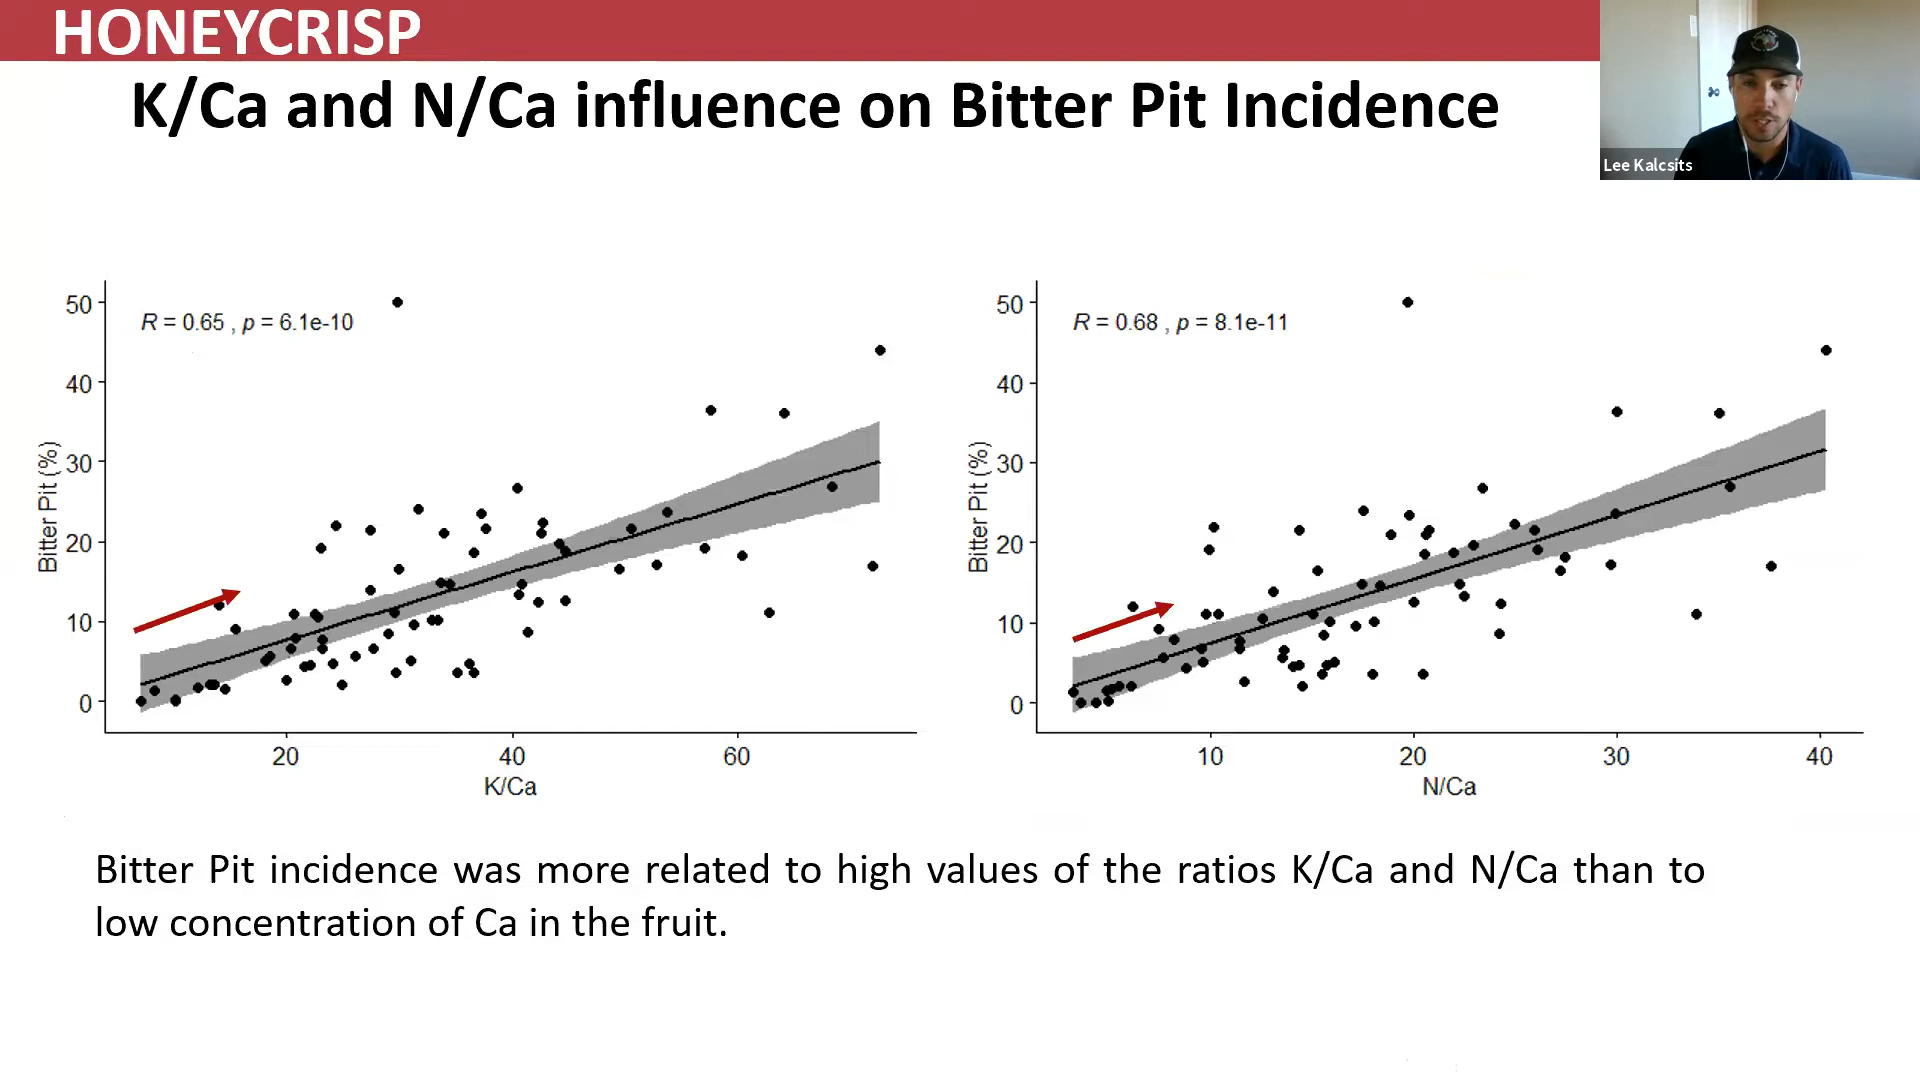 HONEYCRISP
K/Ca and N/Ca influence on Bitter Pit Incidence
Lee Kalcsits
R = 0.65 , p = 6.1e-10
50
40
30
20
10
0
Bitter Pit (%)
20 40 60
K/Ca
R = 0.68 , p = 8.1e-11
50
40
30
20
10
0
Bitter Pit (%)
10 20 30 40
N/Ca
Bitter Pit incidence was more related to high values of the ratios K/Ca and N/Ca than to
low concentration of Ca in the fruit.